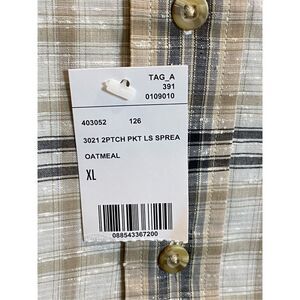 TAG_A
391
0109010
403052 126
3021 2PTCH PKT LS SPREA
OATMEAL
XL
088543367200